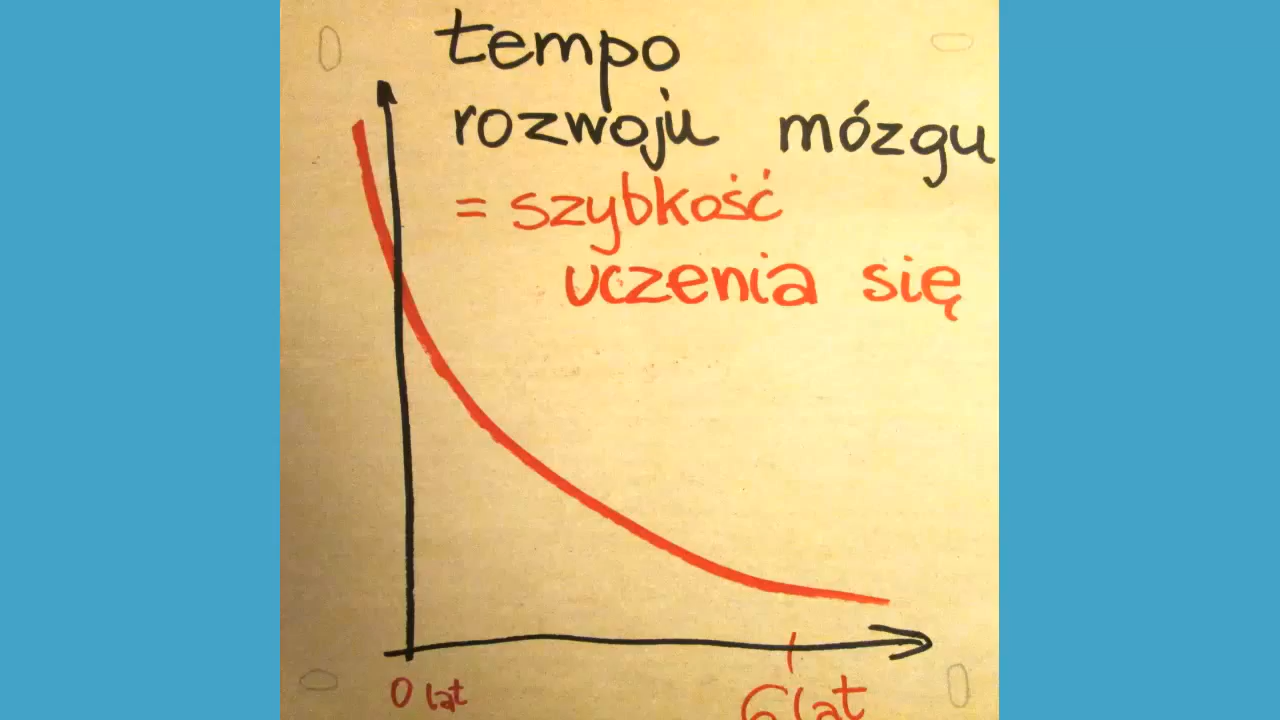 tempo
rozwoju mózgu
= szybkość
uczenia się
0 lat
6 lat